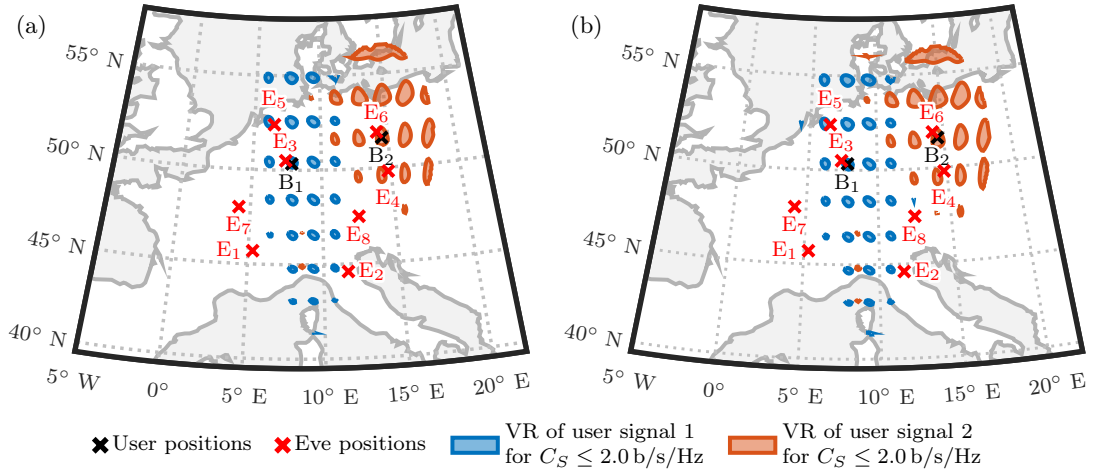 (a)
55° N
50° N
45° N
40° N
5° W
0°
5° E
10° E
15° E
20° E
E5
E6
E3
B2
B1
E4
E7
E8
E1
E2
(b)
55° N
50° N
45° N
40° N
5° W
0°
5° E
10° E
15° E
20° E
E5
E6
E3
B2
B1
E4
E7
E8
E1
E2
User positions
Eve positions
VR of user signal 1
for C_S ≤ 2.0 b/s/Hz
VR of user signal 2
for C_S ≤ 2.0 b/s/Hz